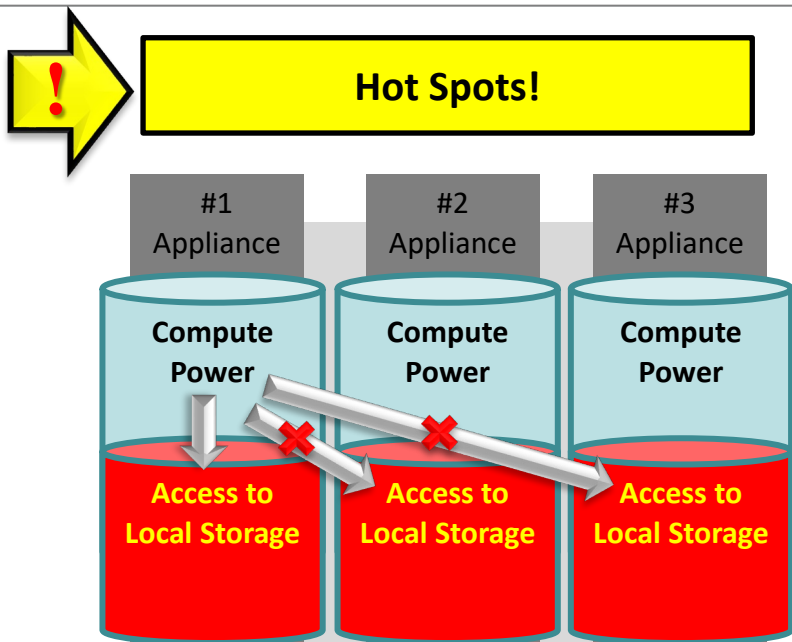 !
Hot Spots!
#1
Appliance
#2
Appliance
#3
Appliance
Compute
Power
Compute
Power
Compute
Power
Access to
Local Storage
Access to
Local Storage
Access to
Local Storage